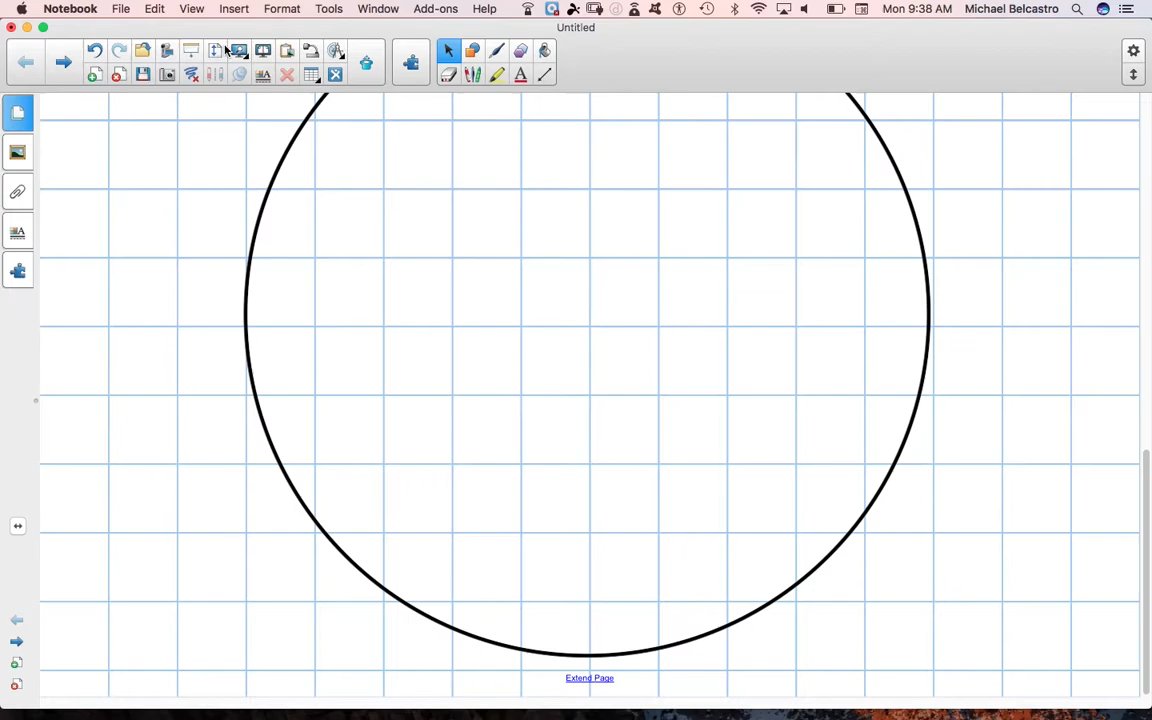 Notebook File Edit View Insert Format Tools Window Add-ons Help Mon 9:38 AM Michael Belcastro
Untitled
Extend Page